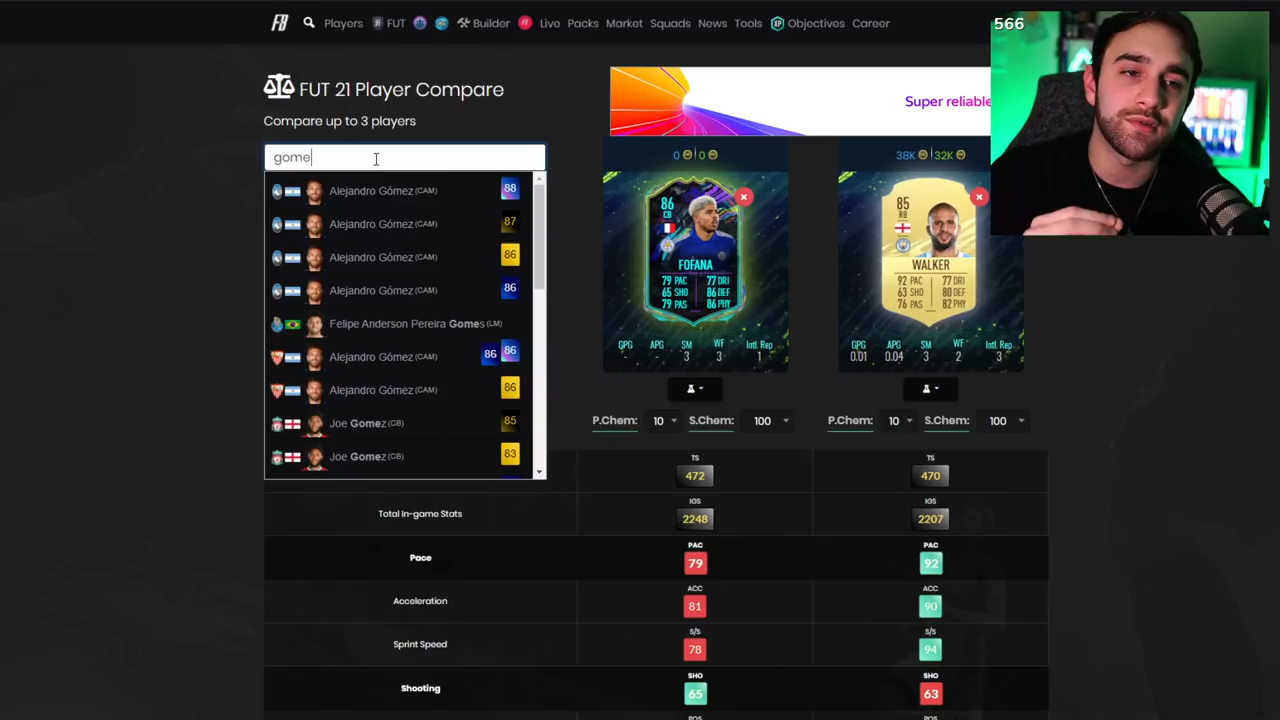 FB Players FUT Builder Live Packs Market Squads News Tools XP Objectives Career
566
FUT 21 Player Compare
Compare up to 3 players
Super reliable
gome
Alejandro Gómez (CAM) 88
Alejandro Gómez (CAM) 87
Alejandro Gómez (CAM) 86
Alejandro Gómez (CAM) 86
Felipe Anderson Pereira Gomes (LM)
Alejandro Gómez (CAM) 86 86
Alejandro Gómez (CAM) 86
Joe Gomez (CB) 85
Joe Gomez (CB) 83
0 | 0
86
CB
FOFANA
79 PAC 77 DRI
65 SHO 86 DEF
79 PAS 86 PHY
GPG APG SM WF Intl. Rep
- - 3 3 1
P.Chem: 10 S.Chem: 100
38K | 32K
85
RB
WALKER
92 PAC 77 DRI
63 SHO 80 DEF
76 PAS 82 PHY
GPG APG SM WF Intl. Rep
0.01 0.04 3 2 3
P.Chem: 10 S.Chem: 100
TS TS
472 470
IGS IGS
Total In-game Stats 2248 2207
PAC PAC
Pace 79 92
ACC ACC
Acceleration 81 90
S/S S/S
Sprint Speed 78 94
SHO SHO
Shooting 65 63
POS POS